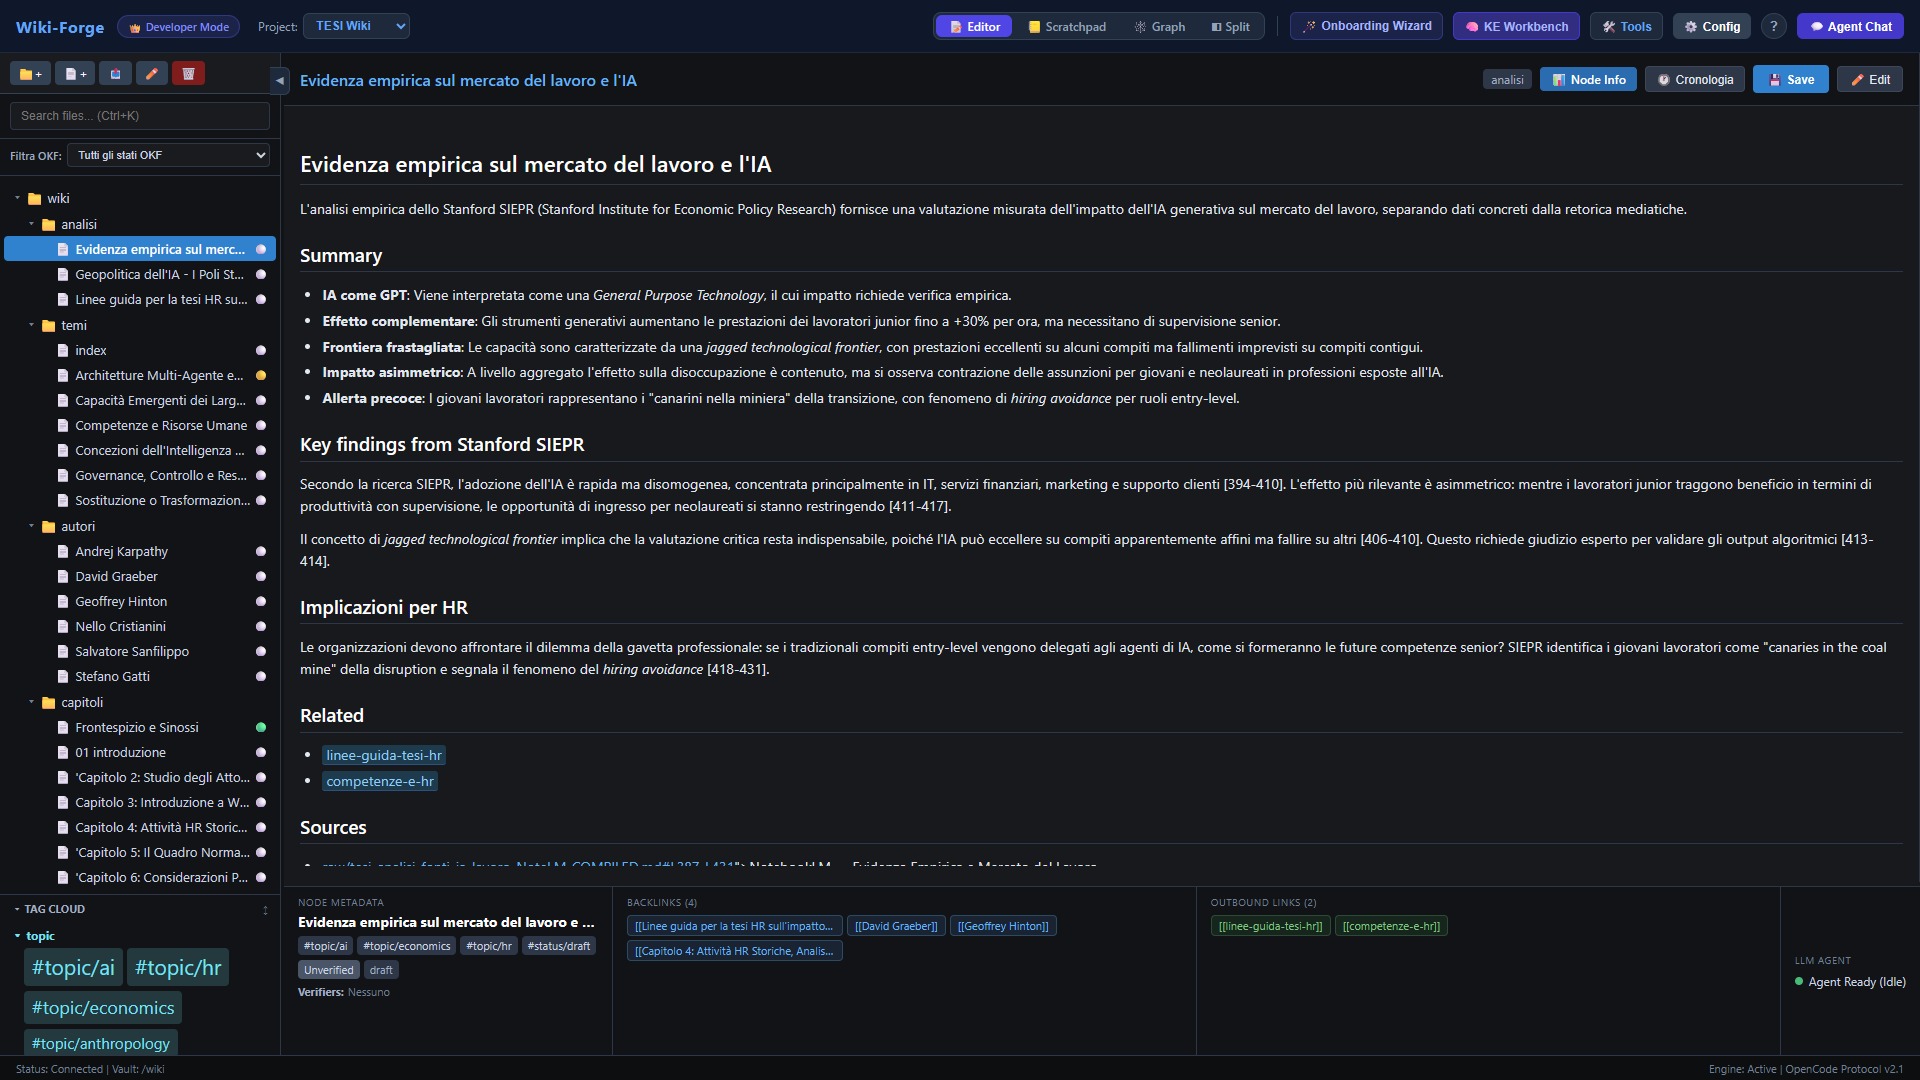 Wiki-Forge
Developer Mode
Project: TESI Wiki
Editor
Scratchpad
Graph
Split
Onboarding Wizard
KE Workbench
Tools
Config
?
Agent Chat
+
+
Search files... (Ctrl+K)
Filtra OKF: Tutti gli stati OKF
wiki
analisi
Evidenza empirica sul merc...
Geopolitica dell'IA - I Poli St...
Linee guida per la tesi HR su...
temi
index
Architetture Multi-Agente e...
Capacità Emergenti dei Larg...
Competenze e Risorse Umane
Concezioni dell'Intelligenza ...
Governance, Controllo e Res...
Sostituzione o Trasformazion...
autori
Andrej Karpathy
David Graeber
Geoffrey Hinton
Nello Cristianini
Salvatore Sanfilippo
Stefano Gatti
capitoli
Frontespizio e Sinossi
01 introduzione
'Capitolo 2: Studio degli Atto...
Capitolo 3: Introduzione a W...
Capitolo 4: Attività HR Storic...
'Capitolo 5: Il Quadro Norma...
'Capitolo 6: Considerazioni P...
TAG CLOUD
topic
#topic/ai
#topic/hr
#topic/economics
#topic/anthropology
Evidenza empirica sul mercato del lavoro e l'IA
analisi
Node Info
Cronologia
Save
Edit
Evidenza empirica sul mercato del lavoro e l'IA
L'analisi empirica dello Stanford SIEPR (Stanford Institute for Economic Policy Research) fornisce una valutazione misurata dell'impatto dell'IA generativa sul mercato del lavoro, separando dati concreti dalla retorica mediatiche.
Summary
• IA come GPT: Viene interpretata come una General Purpose Technology, il cui impatto richiede verifica empirica.
• Effetto complementare: Gli strumenti generativi aumentano le prestazioni dei lavoratori junior fino a +30% per ora, ma necessitano di supervisione senior.
• Frontiera frastagliata: Le capacità sono caratterizzate da una jagged technological frontier, con prestazioni eccellenti su alcuni compiti ma fallimenti imprevisti su compiti contigui.
• Impatto asimmetrico: A livello aggregato l'effetto sulla disoccupazione è contenuto, ma si osserva contrazione delle assunzioni per giovani e neolaureati in professioni esposte all'IA.
• Allerta precoce: I giovani lavoratori rappresentano i "canarini nella miniera" della transizione, con fenomeno di hiring avoidance per ruoli entry-level.
Key findings from Stanford SIEPR
Secondo la ricerca SIEPR, l'adozione dell'IA è rapida ma disomogenea, concentrata principalmente in IT, servizi finanziari, marketing e supporto clienti [394-410]. L'effetto più rilevante è asimmetrico: mentre i lavoratori junior traggono beneficio in termini di
produttività con supervisione, le opportunità di ingresso per neolaureati si stanno restringendo [411-417].
Il concetto di jagged technological frontier implica che la valutazione critica resta indispensabile, poiché l'IA può eccellere su compiti apparentemente affini ma fallire su altri [406-410]. Questo richiede giudizio esperto per validare gli output algoritmici [413-
414].
Implicazioni per HR
Le organizzazioni devono affrontare il dilemma della gavetta professionale: se i tradizionali compiti entry-level vengono delegati agli agenti di IA, come si formeranno le future competenze senior? SIEPR identifica i giovani lavoratori come "canaries in the coal
mine" della disruption e segnala il fenomeno del hiring avoidance [418-431].
Related
• linee-guida-tesi-hr
• competenze-e-hr
Sources
NODE METADATA
Evidenza empirica sul mercato del lavoro e ...
#topic/ai
#topic/economics
#topic/hr
#status/draft
Unverified
draft
Verifiers: Nessuno
BACKLINKS (4)
[[Linee guida per la tesi HR sull'impatto...
[[David Graeber]]
[[Geoffrey Hinton]]
[[Capitolo 4: Attività HR Storiche, Analis...
OUTBOUND LINKS (2)
[[linee-guida-tesi-hr]]
[[competenze-e-hr]]
LLM AGENT
Agent Ready (Idle)
Status: Connected | Vault: /wiki
Engine: Active | OpenCode Protocol v2.1